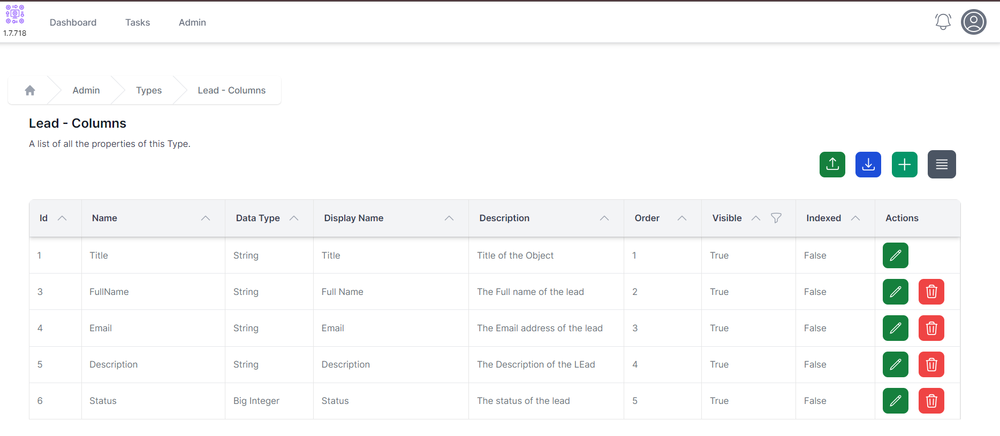 Dashboard Tasks Admin
1.7.718
Admin Types Lead - Columns
Lead - Columns
A list of all the properties of this Type.
Id Name Data Type Display Name Description Order Visible Indexed Actions
1 Title String Title Title of the Object 1 True False
3 FullName String Full Name The Full name of the lead 2 True False
4 Email String Email The Email address of the lead 3 True False
5 Description String Description The Description of the LEad 4 True False
6 Status Big Integer Status The status of the lead 5 True False